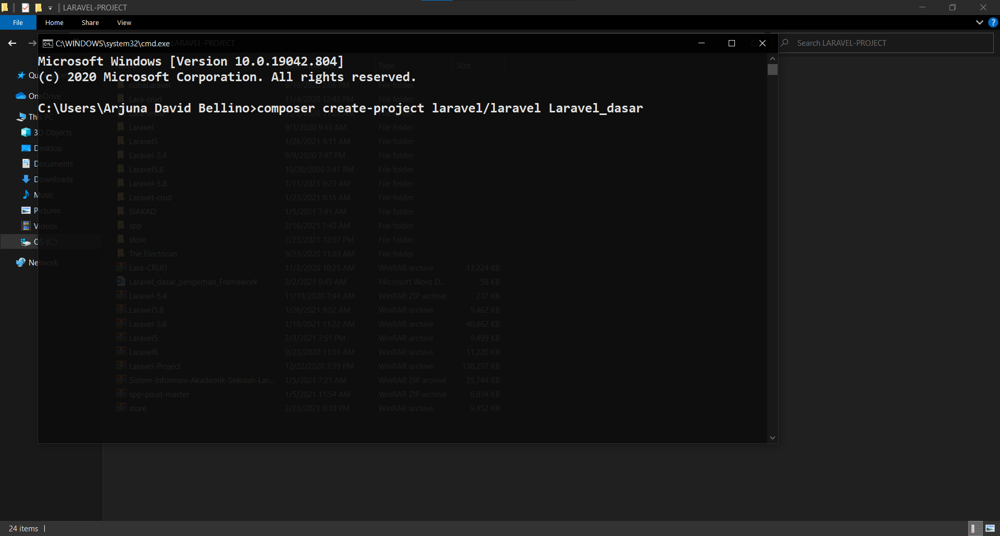 LARAVEL-PROJECT
File Home Share View
C:\WINDOWS\system32\cmd.exe
LARAVEL-PROJECT
Search LARAVEL-PROJECT
Microsoft Windows [Version 10.0.19042.804]
(c) 2020 Microsoft Corporation. All rights reserved.
C:\Users\Arjuna David Bellino>composer create-project laravel/laravel Laravel_dasar
Type Size
OneDrive
This PC
3D Objects
Desktop
Documents
Downloads
Music
Pictures
Videos
OS (C:)
Network
cobaLaravel 9/16/2020 2:06 PM File folder
Lara-crud 11/4/2020 12:45 PM File folder
Laravel 9/1/2020 9:43 AM File folder
Laravel5 1/26/2021 9:11 AM File folder
Laravel-5.4 9/9/2020 7:47 PM File folder
Laravel5.8 10/20/2020 3:47 PM File folder
Laravel-5.8 1/11/2021 9:23 AM File folder
Laravel-crud 1/23/2021 8:15 AM File folder
SIAKAD 1/5/2021 7:41 AM File folder
spp 2/16/2021 7:43 AM File folder
store 2/25/2021 12:07 PM File folder
The Electrican 9/23/2020 11:03 AM File folder
Lara-CRUD 11/2/2020 10:25 AM WinRAR archive 13,224 KB
Laravel_dasar_pengertian_Framework 3/2/2021 9:45 AM Microsoft Word D... 58 KB
Laravel-5.4 11/19/2020 7:44 AM WinRAR ZIP archive 237 KB
Laravel5.8 1/26/2021 9:02 AM WinRAR archive 9,462 KB
Laravel-5.8 1/19/2021 11:22 AM WinRAR archive 40,862 KB
Laravel5 2/3/2021 7:51 PM WinRAR archive 9,499 KB
Laravel6 9/23/2020 11:01 AM WinRAR archive 11,220 KB
Laravel-Project 12/22/2020 7:39 PM WinRAR archive 138,257 KB
Sistem-Informasi-Akademik-Sekolah-Lar... 1/5/2021 7:21 AM WinRAR ZIP archive 25,744 KB
spp-paud-master 1/5/2021 11:54 AM WinRAR ZIP archive 6,034 KB
store 2/25/2021 6:10 PM WinRAR archive 9,452 KB
24 items